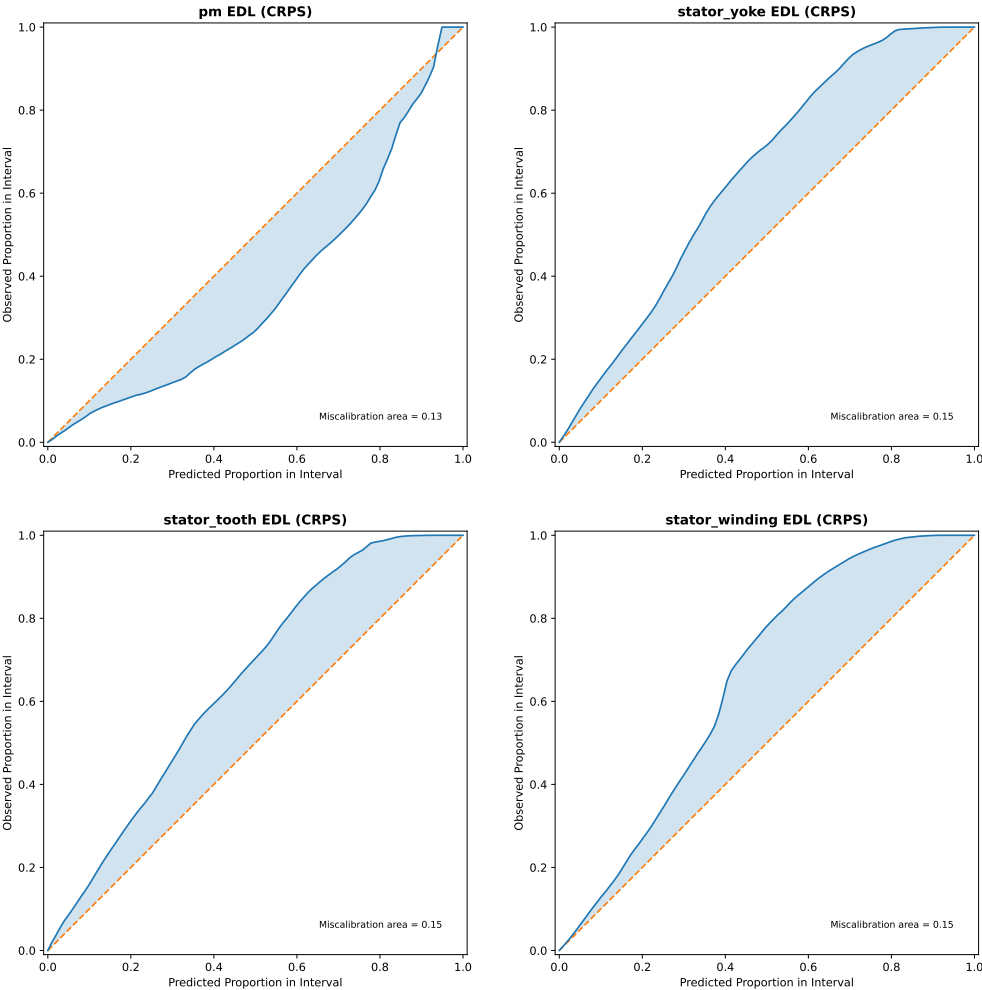 pm EDL (CRPS)
Observed Proportion in Interval
1.0
0.8
0.6
0.4
0.2
0.0
Miscalibration area = 0.13
0.0 0.2 0.4 0.6 0.8 1.0
Predicted Proportion in Interval
stator_yoke EDL (CRPS)
Observed Proportion in Interval
1.0
0.8
0.6
0.4
0.2
0.0
Miscalibration area = 0.15
0.0 0.2 0.4 0.6 0.8 1.0
Predicted Proportion in Interval
stator_tooth EDL (CRPS)
Observed Proportion in Interval
1.0
0.8
0.6
0.4
0.2
0.0
Miscalibration area = 0.15
0.0 0.2 0.4 0.6 0.8 1.0
Predicted Proportion in Interval
stator_winding EDL (CRPS)
Observed Proportion in Interval
1.0
0.8
0.6
0.4
0.2
0.0
Miscalibration area = 0.15
0.0 0.2 0.4 0.6 0.8 1.0
Predicted Proportion in Interval